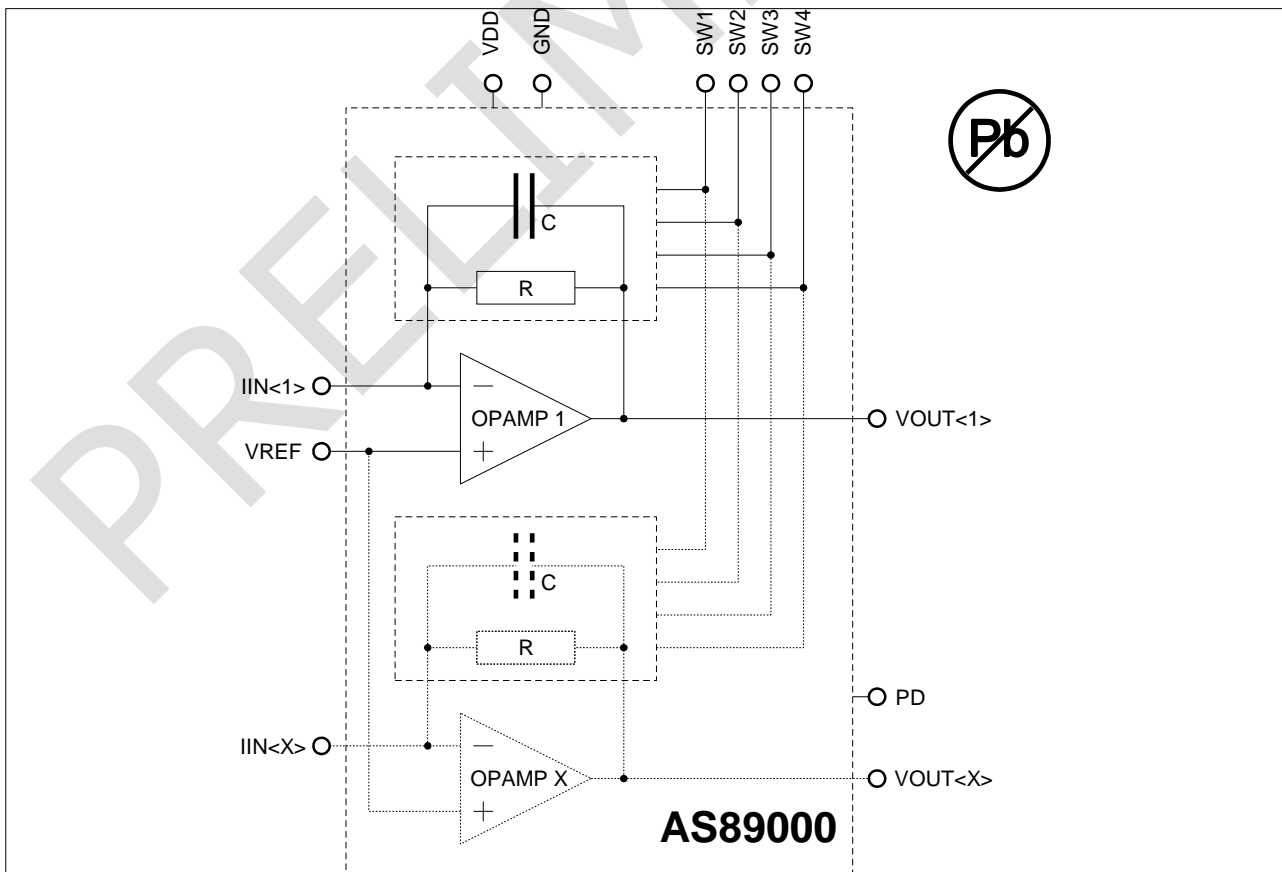 PRELIM
VDD
GND
SW1
SW2
SW3
SW4
Pb
C
R
IIN<1>
OPAMP 1
VOUT<1>
VREF
C
R
PD
IIN<X>
OPAMP X
VOUT<X>
AS89000